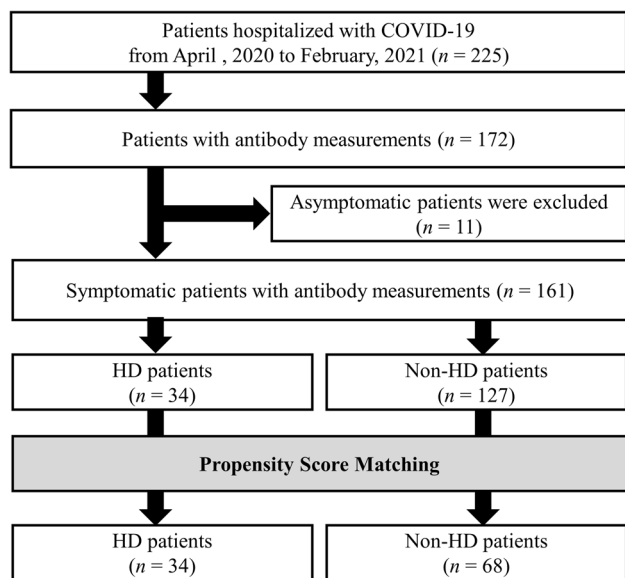 Patients hospitalized with COVID-19
from April , 2020 to February, 2021 (n = 225)
Patients with antibody measurements (n = 172)
Asymptomatic patients were excluded
(n = 11)
Symptomatic patients with antibody measurements (n = 161)
HD patients
(n = 34)
Non-HD patients
(n = 127)
Propensity Score Matching
HD patients
(n = 34)
Non-HD patients
(n = 68)